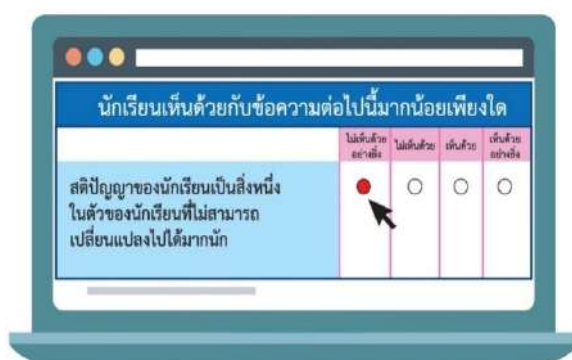 นักเรียนเห็นด้วยกับข้อความต่อไปนี้มากน้อยเพียงใด
ไม่เห็นด้วย
อย่างยิ่ง
ไม่เห็นด้วย
เห็นด้วย
เห็นด้วย
อย่างยิ่ง
สติปัญญาของนักเรียนเป็นสิ่งหนึ่ง
ในตัวของนักเรียนที่ไม่สามารถ
เปลี่ยนแปลงไปได้มากนัก